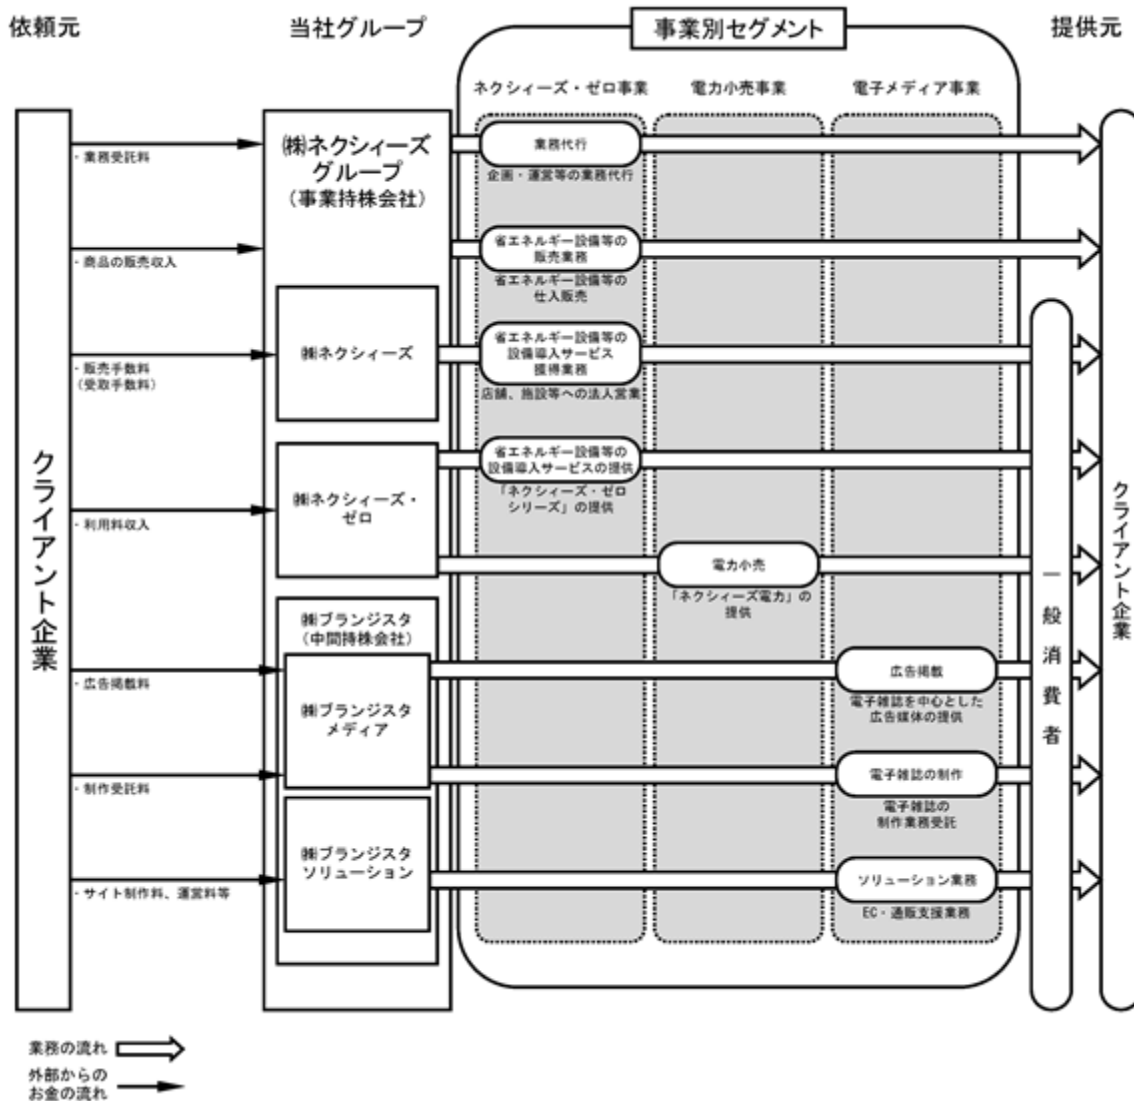 依頼元
当社グループ
事業別セグメント
提供元
ネクシィーズ・ゼロ事業
電力小売事業
電子メディア事業
クライアント企業
・業務受託料
・商品の販売収入
・販売手数料
（受取手数料）
・利用料収入
・広告掲載料
・制作受託料
・サイト制作料、運営料等
㈱ネクシィーズ
グループ
（事業持株会社）
㈱ネクシィーズ
㈱ネクシィーズ・
ゼロ
㈱ブランジスタ
（中間持株会社）
㈱ブランジスタ
メディア
㈱ブランジスタ
ソリューション
業務代行
企画・運営等の業務代行
省エネルギー設備等の
販売業務
省エネルギー設備等の
仕入販売
省エネルギー設備等の
設備導入サービス
獲得業務
店舗、施設等への法人営業
省エネルギー設備等の
設備導入サービスの提供
「ネクシィーズ・ゼロ
シリーズ」の提供
電力小売
「ネクシィーズ電力」の
提供
広告掲載
電子雑誌を中心とした
広告媒体の提供
電子雑誌の制作
電子雑誌の
制作業務受託
ソリューション業務
EC・通販支援業務
一般消費者
クライアント企業
業務の流れ
外部からの
お金の流れ